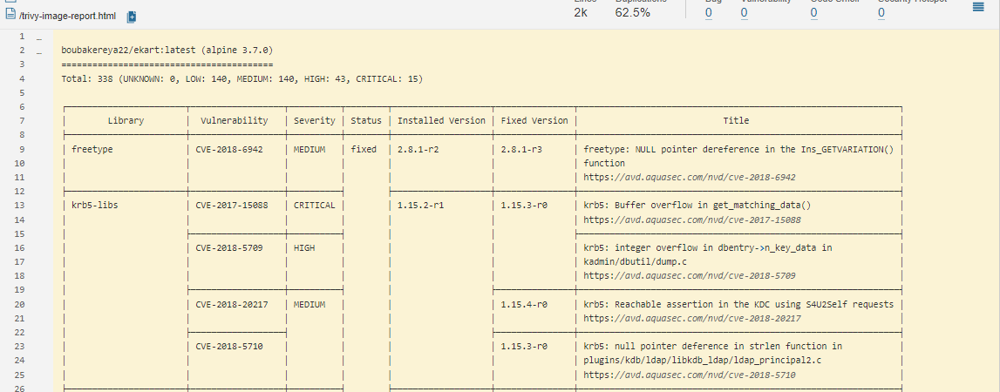 Lines Duplications Bug Vulnerability Code Smell Security Hotspot
/trivy-image-report.html 2k 62.5% 0 0 0 0
1 …
2 … boubakereya22/ekart:latest (alpine 3.7.0)
3 =========================================
4 Total: 338 (UNKNOWN: 0, LOW: 140, MEDIUM: 140, HIGH: 43, CRITICAL: 15)
5
6
7 Library Vulnerability Severity Status Installed Version Fixed Version Title
8
9 freetype CVE-2018-6942 MEDIUM fixed 2.8.1-r2 2.8.1-r3 freetype: NULL pointer dereference in the Ins_GETVARIATION()
10 function
11 https://avd.aquasec.com/nvd/cve-2018-6942
12
13 krb5-libs CVE-2017-15088 CRITICAL 1.15.2-r1 1.15.3-r0 krb5: Buffer overflow in get_matching_data()
14 https://avd.aquasec.com/nvd/cve-2017-15088
15
16 CVE-2018-5709 HIGH krb5: integer overflow in dbentry->n_key_data in
17 kadmin/dbutil/dump.c
18 https://avd.aquasec.com/nvd/cve-2018-5709
19
20 CVE-2018-20217 MEDIUM 1.15.4-r0 krb5: Reachable assertion in the KDC using S4U2Self requests
21 https://avd.aquasec.com/nvd/cve-2018-20217
22
23 CVE-2018-5710 1.15.3-r0 krb5: null pointer deference in strlen function in
24 plugins/kdb/ldap/libkdb_ldap/ldap_principal2.c
25 https://avd.aquasec.com/nvd/cve-2018-5710
26